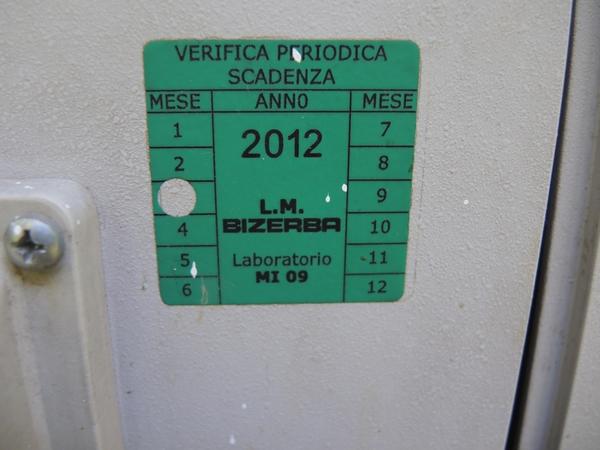 VERIFICA PERIODICA
SCADENZA
MESE ANNO MESE
1 2012 7
2 8
9
4 L.M. 10
BIZERBA
5 Laboratorio 11
MI 09
6 12